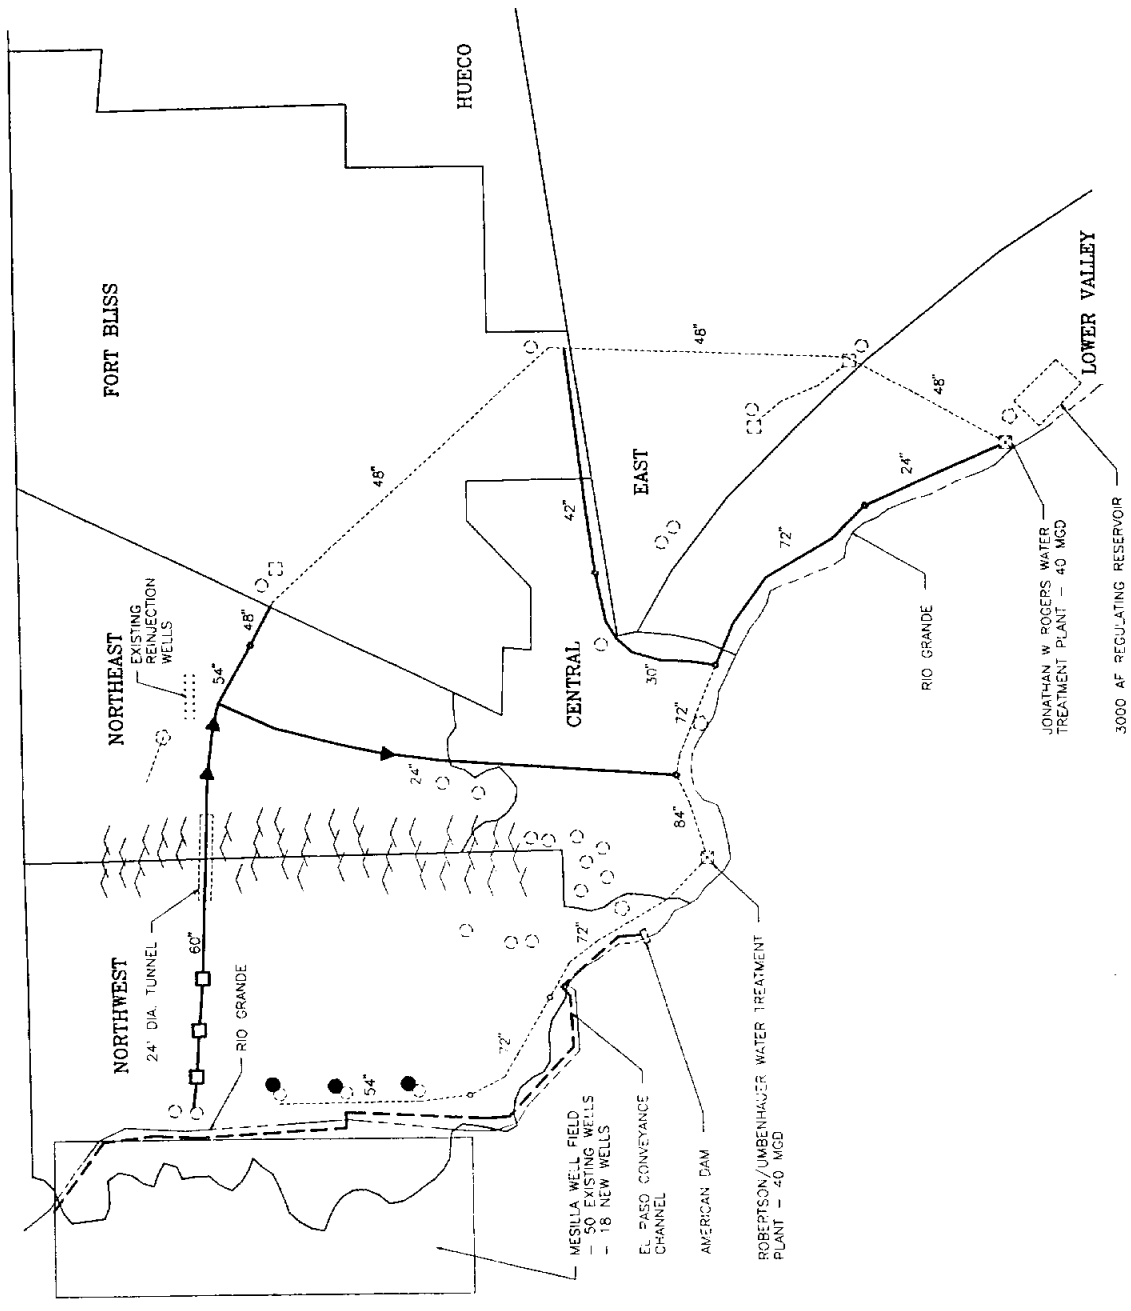 HUECO
FORT BLISS
LOWER VALLEY
48"
48"
48"
EAST
42"
24"
72"
NORTHEAST
EXISTING
REINJECTION
WELLS
48"
54"
CENTRAL
30"
72"
RIO GRANDE
JONATHAN W ROGERS WATER
TREATMENT PLANT - 40 MGD
3000 AF REGULATING RESERVOIR
24"
84"
NORTHWEST
24' DIA. TUNNEL
60"
RIO GRANDE
72"
72"
54"
MESILLA WELL FIELD
- 50 EXISTING WELLS
- 18 NEW WELLS
EL PASO CONVEYANCE
CHANNEL
AMERICAN DAM
ROBERTSON/UMBENHAUER WATER TREATMENT
PLANT - 40 MGD